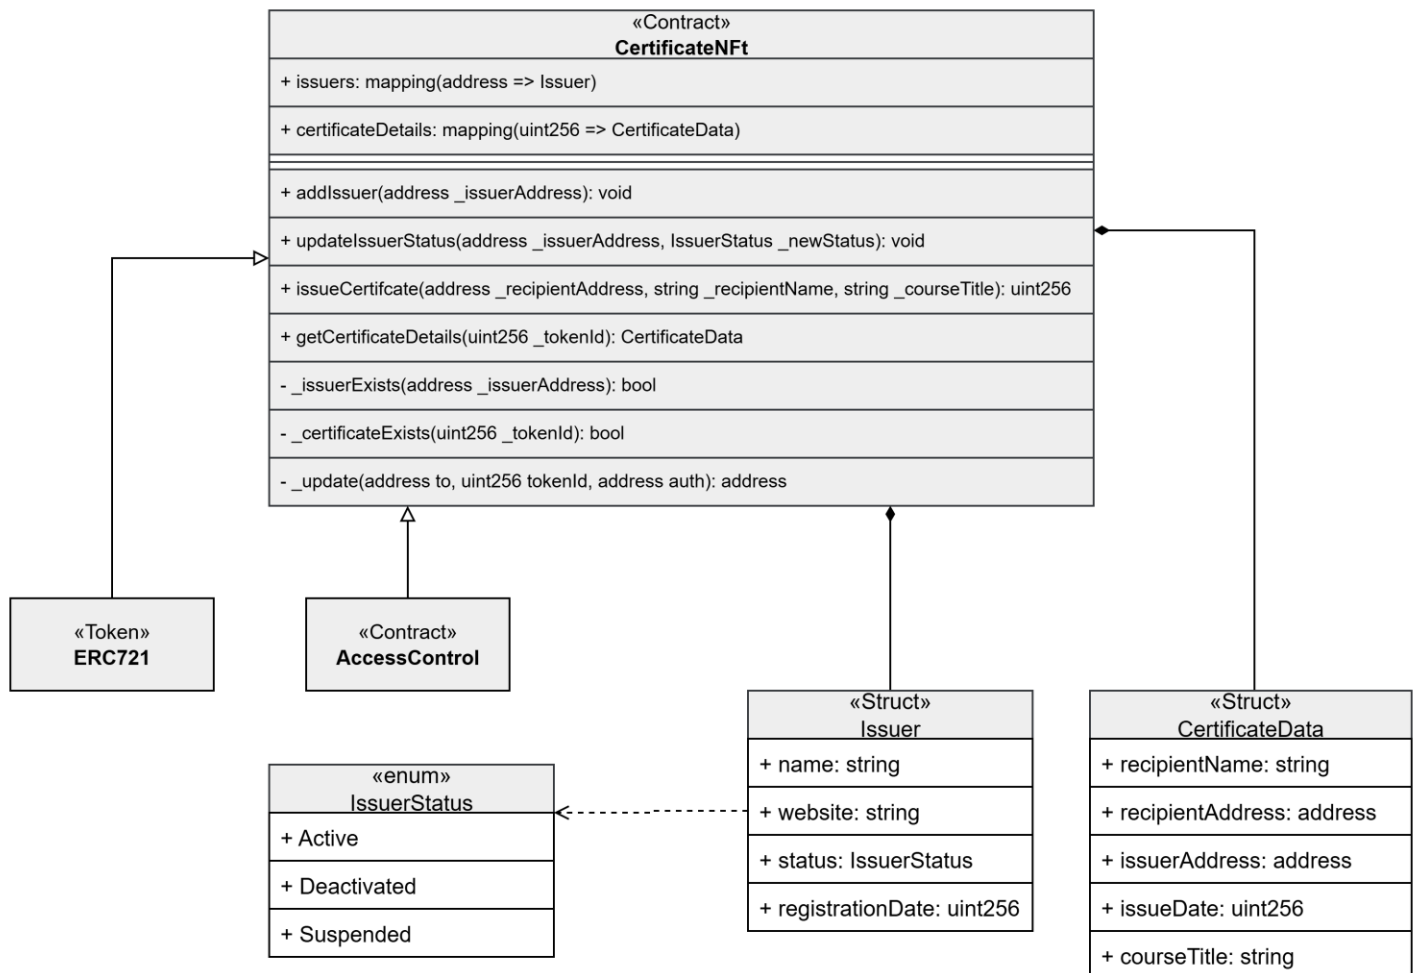 «Contract»
CertificateNFt
+ issuers: mapping(address => Issuer)
+ certificateDetails: mapping(uint256 => CertificateData)
+ addIssuer(address _issuerAddress): void
+ updateIssuerStatus(address _issuerAddress, IssuerStatus _newStatus): void
+ issueCertifcate(address _recipientAddress, string _recipientName, string _courseTitle): uint256
+ getCertificateDetails(uint256 _tokenId): CertificateData
- _issuerExists(address _issuerAddress): bool
- _certificateExists(uint256 _tokenId): bool
- _update(address to, uint256 tokenId, address auth): address
«Token»
ERC721
«Contract»
AccessControl
«Struct»
Issuer
+ name: string
+ website: string
+ status: IssuerStatus
+ registrationDate: uint256
«Struct»
CertificateData
+ recipientName: string
+ recipientAddress: address
+ issuerAddress: address
+ issueDate: uint256
+ courseTitle: string
«enum»
IssuerStatus
+ Active
+ Deactivated
+ Suspended